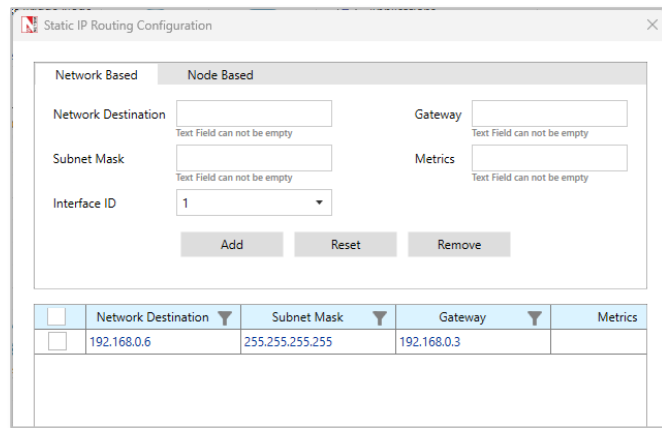 Static IP Routing Configuration
Network Based Node Based
Network Destination Gateway
Text Field can not be empty Text Field can not be empty
Subnet Mask Metrics
Text Field can not be empty Text Field can not be empty
Interface ID 1
Add Reset Remove
Network Destination Subnet Mask Gateway Metrics
192.168.0.6 255.255.255.255 192.168.0.3